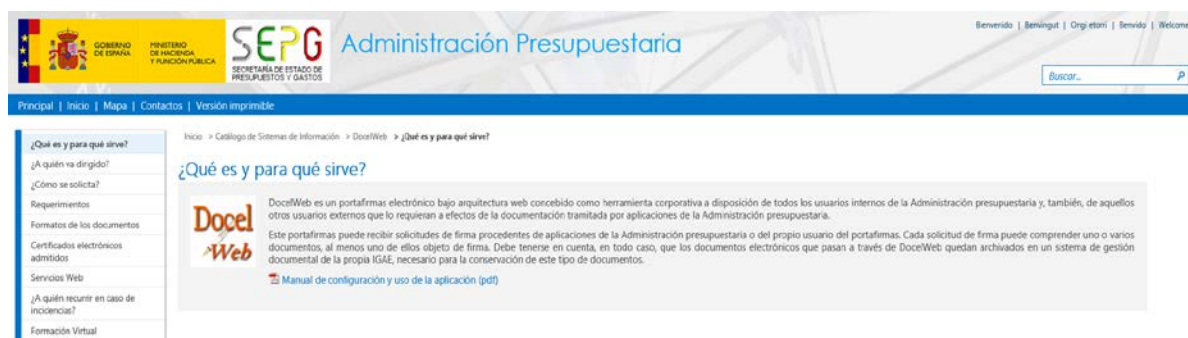 GOBIERNO
DE ESPAÑA
MINISTERIO
DE HACIENDA
Y FUNCIÓN PÚBLICA
SEPG
SECRETARÍA DE ESTADO DE
PRESUPUESTOS Y GASTOS
Administración Presupuestaria
Benvenido | Benvingut | Ongi etorri | Benvido | Welcome
Buscar...
Principal | Inicio | Mapa | Contactos | Versión imprimible
¿Qué es y para qué sirve?
¿A quién va dirigido?
¿Cómo se solicita?
Requerimientos
Formatos de los documentos
Certificados electrónicos
admitidos
Servicios Web
¿A quién recurrir en caso de
incidencias?
Formación Virtual
Inicio > Catálogo de Sistemas de Información > DocelWeb > ¿Qué es y para qué sirve?
¿Qué es y para qué sirve?
Docel
Web
DocelWeb es un portafirmas electrónico bajo arquitectura web concebido como herramienta corporativa a disposición de todos los usuarios internos de la Administración presupuestaria y, también, de aquellos
otros usuarios externos que lo requieran a efectos de la documentación tramitada por aplicaciones de la Administración presupuestaria.
Este portafirmas puede recibir solicitudes de firma procedentes de aplicaciones de la Administración presupuestaria o del propio usuario del portafirmas. Cada solicitud de firma puede comprender uno o varios
documentos, al menos uno de ellos objeto de firma. Debe tenerse en cuenta, en todo caso, que los documentos electrónicos que pasan a través de DocelWeb quedan archivados en un sistema de gestión
documental de la propia IGAE, necesario para la conservación de este tipo de documentos.
Manual de configuración y uso de la aplicación (pdf)